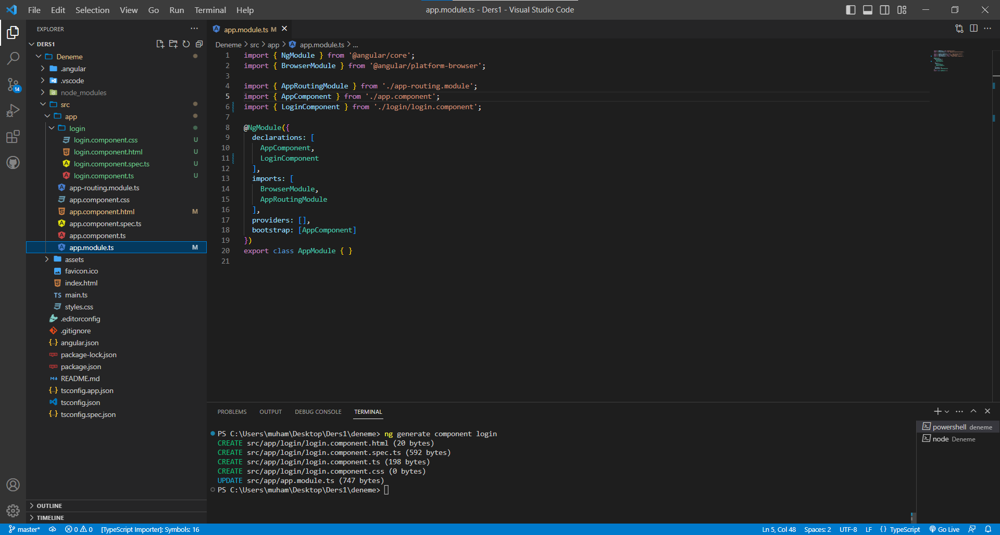 File Edit Selection View Go Run Terminal Help
app.module.ts - Ders1 - Visual Studio Code
EXPLORER
DERS1
Deneme
.angular
.vscode
node_modules
src
app
login
login.component.css U
login.component.html U
login.component.spec.ts U
login.component.ts U
app-routing.module.ts
app.component.css
app.component.html M
app.component.spec.ts
app.component.ts
app.module.ts M
assets
favicon.ico
index.html
TS main.ts
styles.css
.editorconfig
.gitignore
angular.json
package-lock.json
package.json
README.md
tsconfig.app.json
tsconfig.json
tsconfig.spec.json
OUTLINE
TIMELINE
14
app.module.ts M
Deneme > src > app > app.module.ts > ...
1 import { NgModule } from '@angular/core';
2 import { BrowserModule } from '@angular/platform-browser';
3
4 import { AppRoutingModule } from './app-routing.module';
5 import { AppComponent } from './app.component';
6 import { LoginComponent } from './login/login.component';
7
8 @NgModule({
9 declarations: [
10 AppComponent,
11 LoginComponent
12 ],
13 imports: [
14 BrowserModule,
15 AppRoutingModule
16 ],
17 providers: [],
18 bootstrap: [AppComponent]
19 })
20 export class AppModule { }
21
PROBLEMS OUTPUT DEBUG CONSOLE TERMINAL
PS C:\Users\muham\Desktop\Ders1\deneme> ng generate component login
CREATE src/app/login/login.component.html (20 bytes)
CREATE src/app/login/login.component.spec.ts (592 bytes)
CREATE src/app/login/login.component.ts (198 bytes)
CREATE src/app/login/login.component.css (0 bytes)
UPDATE src/app/app.module.ts (747 bytes)
PS C:\Users\muham\Desktop\Ders1\deneme>
powershell deneme
node Deneme
master* 0 0 [TypeScript Importer]: Symbols: 16
Ln 5, Col 48 Spaces: 2 UTF-8 LF { } TypeScript Go Live